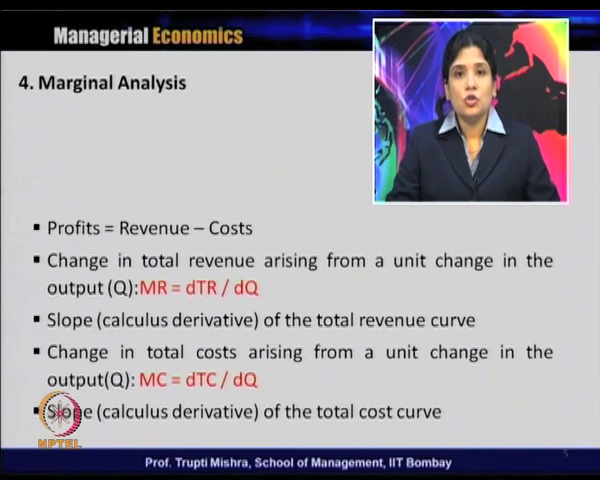 Managerial Economics
4. Marginal Analysis
▪ Profits = Revenue – Costs
▪ Change in total revenue arising from a unit change in the
output (Q):MR = dTR / dQ
▪ Slope (calculus derivative) of the total revenue curve
▪ Change in total costs arising from a unit change in the
output(Q): MC = dTC / dQ
▪ Slope (calculus derivative) of the total cost curve
NPTEL
Prof. Trupti Mishra, School of Management, IIT Bombay
5